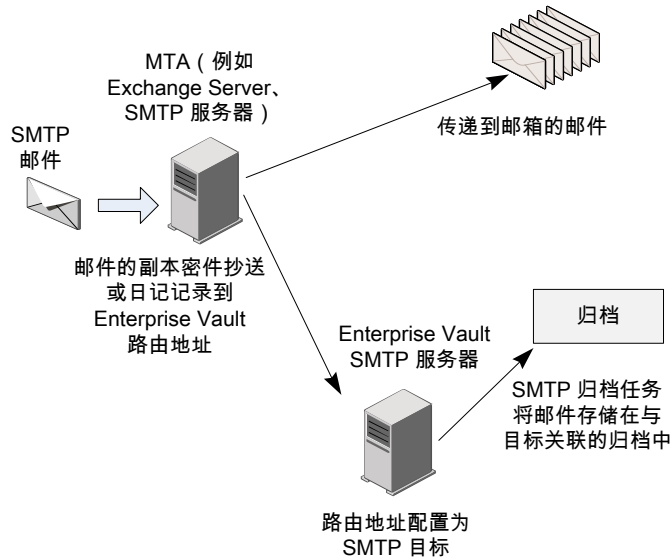 MTA（例如
Exchange Server、
SMTP 服务器）
传递到邮箱的邮件
SMTP
邮件
邮件的副本密件抄送
或日记记录到
Enterprise Vault
路由地址
Enterprise Vault
SMTP 服务器
归档
SMTP 归档任务
将邮件存储在与
目标关联的归档中
路由地址配置为
SMTP 目标